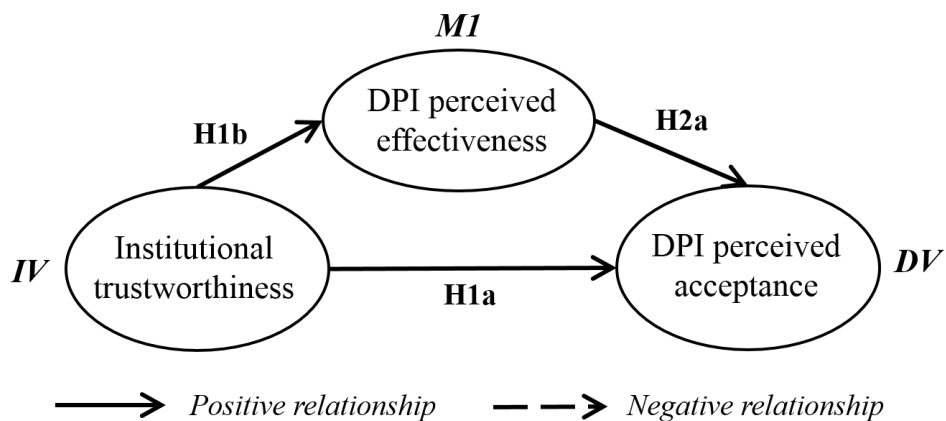 M1
DPI perceived
effectiveness
H1b
H2a
IV
Institutional
trustworthiness
H1a
DPI perceived
acceptance
DV
Positive relationship
Negative relationship